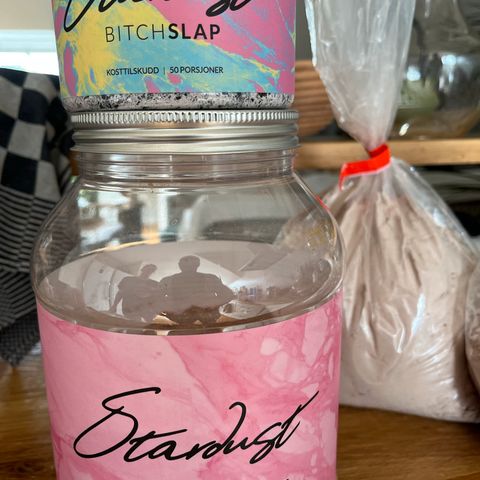 BITCHSLAP
KOSTTILSKUDD | 50 PORSJONER
Stardust